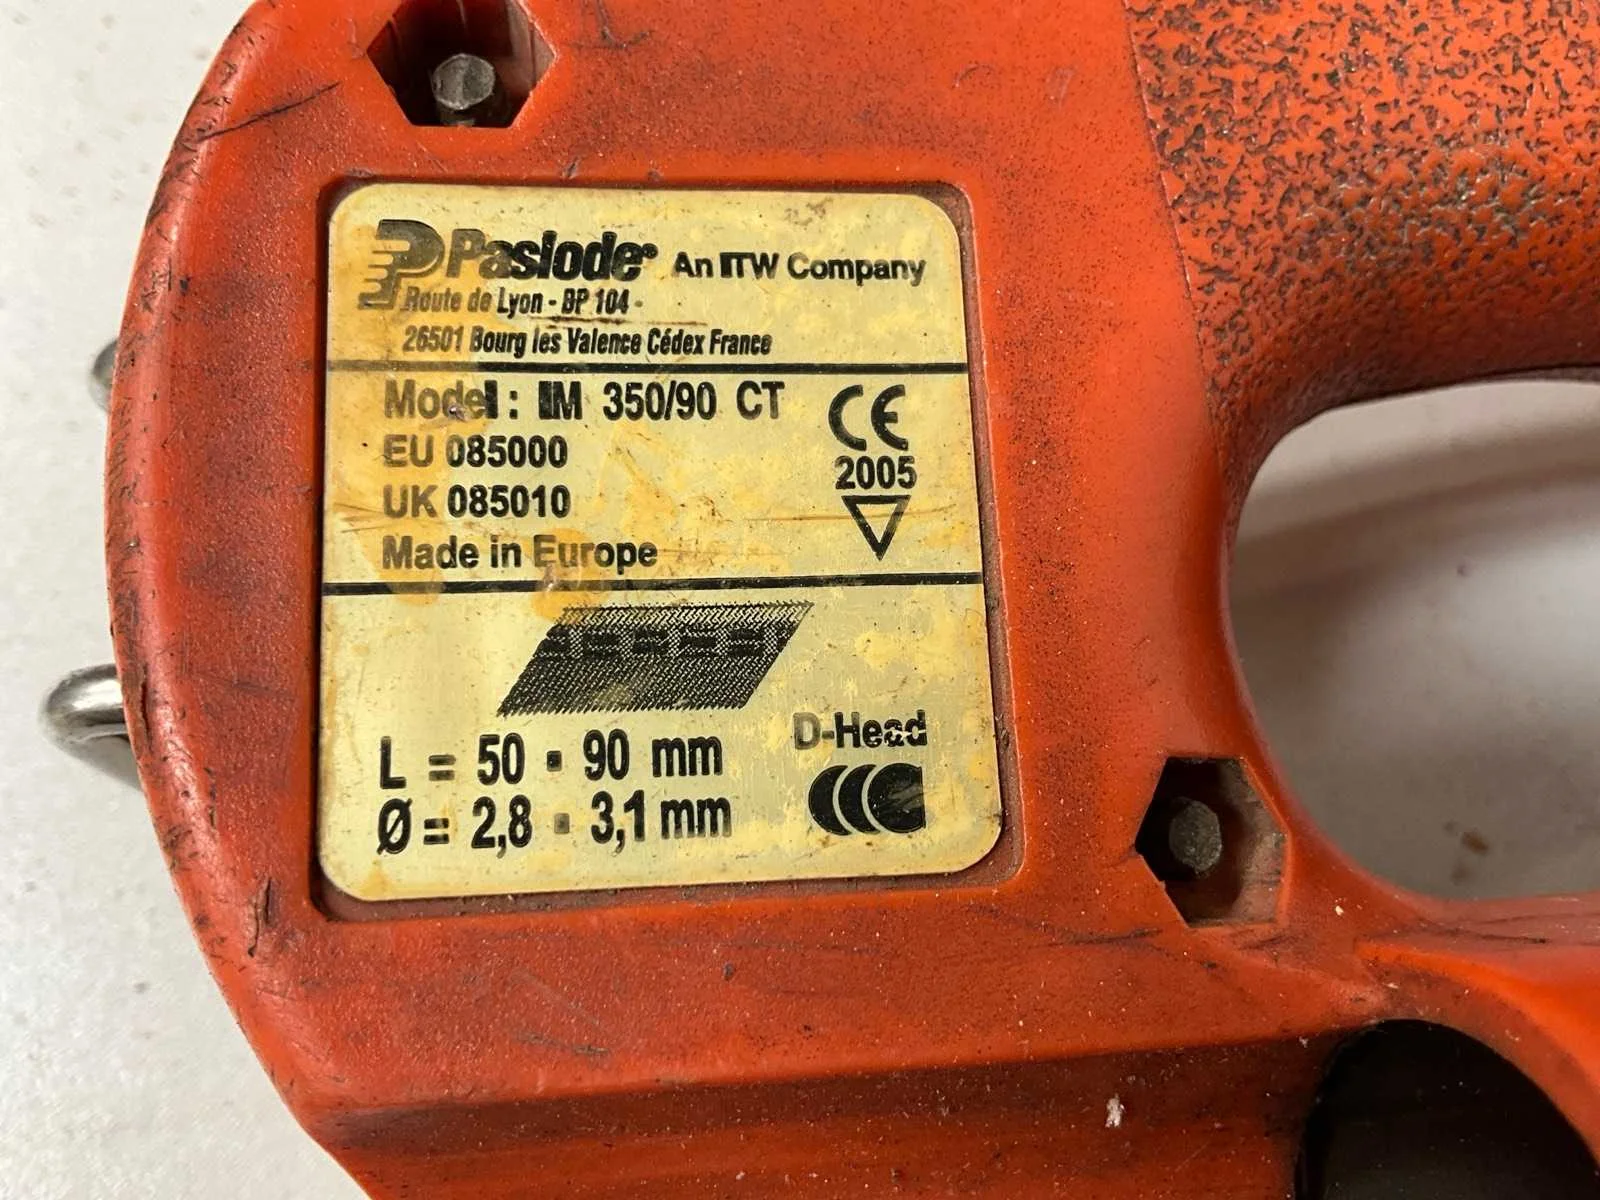 Paslode® An ITW Company
Route de Lyon - BP 104 -
26501 Bourg lès Valence Cédex France
Model : IM 350/90 CT
EU 085000
UK 085010
Made in Europe
CE
2005
D-Head
L = 50 - 90 mm
Ø = 2,8 - 3,1 mm